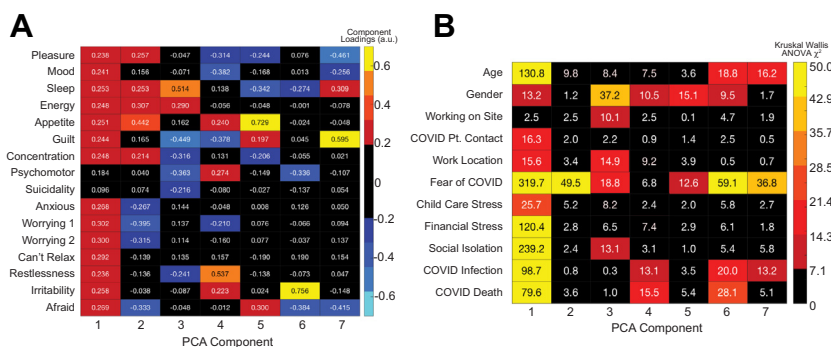 A
Component
Loadings (a.u.)
Pleasure 0.238 0.257 -0.047 -0.314 -0.244 0.076 -0.461
Mood 0.241 0.156 -0.071 -0.382 -0.168 0.013 -0.256
Sleep 0.253 0.253 0.514 0.138 -0.342 -0.274 0.309
Energy 0.248 0.307 0.290 -0.056 -0.048 -0.001 -0.078
Appetite 0.251 0.442 0.164 0.240 0.729 -0.024 -0.048
Guilt 0.244 0.165 -0.449 -0.378 0.197 0.045 0.595
Concentration 0.248 0.214 -0.316 0.131 -0.206 -0.055 0.021
Psychomotor 0.184 0.040 -0.363 0.274 -0.149 -0.336 -0.107
Suicidality 0.096 0.074 -0.216 -0.080 -0.027 -0.137 0.054
Anxious 0.268 -0.267 0.144 -0.048 0.008 0.126 0.050
Worrying 1 0.302 -0.395 0.137 -0.210 -0.076 -0.066 0.094
Worrying 2 0.300 -0.315 0.114 -0.160 0.077 -0.037 0.137
Can't Relax 0.292 -0.139 0.135 0.157 -0.190 0.190 0.154
Restlessness 0.236 -0.136 -0.241 0.537 -0.138 -0.073 0.047
Irritability 0.258 -0.038 -0.087 0.223 0.024 0.756 -0.148
Afraid 0.269 -0.333 -0.048 -0.012 0.300 -0.384 -0.415
1 2 3 4 5 6 7
PCA Component
0.6
0.4
0.2
0
-0.2
-0.4
-0.6
B
Kruskal Wallis
ANOVA χ²
Age 130.8 9.8 8.4 7.5 3.6 18.8 16.2
Gender 13.2 1.2 37.2 10.5 15.1 9.5 1.7
Working on Site 2.5 2.5 10.1 2.5 0.1 4.7 1.9
COVID Pt. Contact 16.3 2.0 2.2 0.9 1.4 2.5 0.5
Work Location 15.6 3.4 14.9 9.2 3.9 0.5 0.7
Fear of COVID 319.7 49.5 18.8 6.8 12.6 59.1 36.8
Child Care Stress 25.7 5.2 8.2 2.4 2.0 5.8 2.7
Financial Stress 120.4 2.8 6.5 7.4 2.9 6.1 1.8
Social Isolation 239.2 2.4 13.1 3.1 1.0 5.4 5.8
COVID Infection 98.7 0.8 0.3 13.1 3.5 20.0 13.2
COVID Death 79.6 3.6 1.0 15.5 5.4 28.1 5.1
1 2 3 4 5 6 7
PCA Component
50.0
42.9
35.7
28.6
21.4
14.3
7.1
0